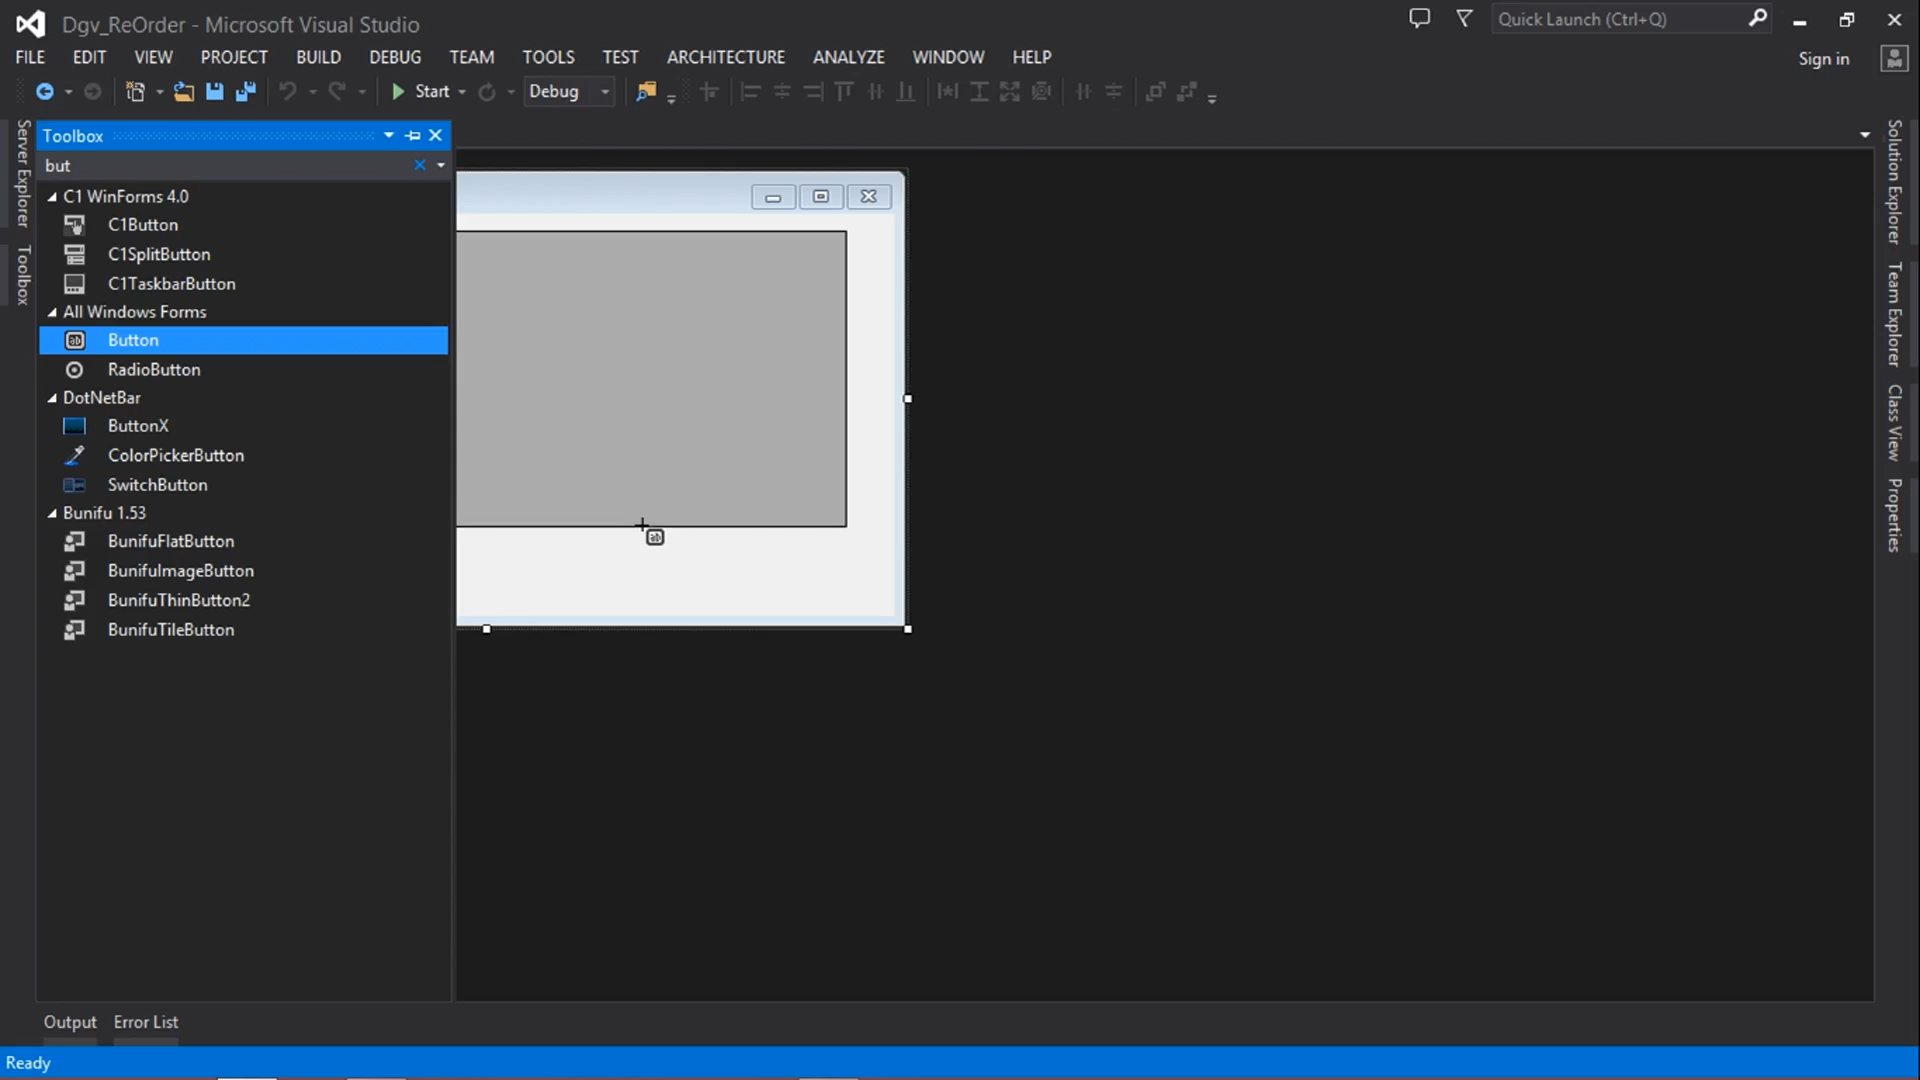 Dgv_ReOrder - Microsoft Visual Studio
Quick Launch (Ctrl+Q)
FILE EDIT VIEW PROJECT BUILD DEBUG TEAM TOOLS TEST ARCHITECTURE ANALYZE WINDOW HELP
Sign in
Start
Debug
Server Explorer
Toolbox
Toolbox
but
C1 WinForms 4.0
C1Button
C1SplitButton
C1TaskbarButton
All Windows Forms
Button
RadioButton
DotNetBar
ButtonX
ColorPickerButton
SwitchButton
Bunifu 1.53
BunifuFlatButton
BunifuImageButton
BunifuThinButton2
BunifuTileButton
ab
Solution Explorer
Team Explorer
Class View
Properties
Output
Error List
Ready